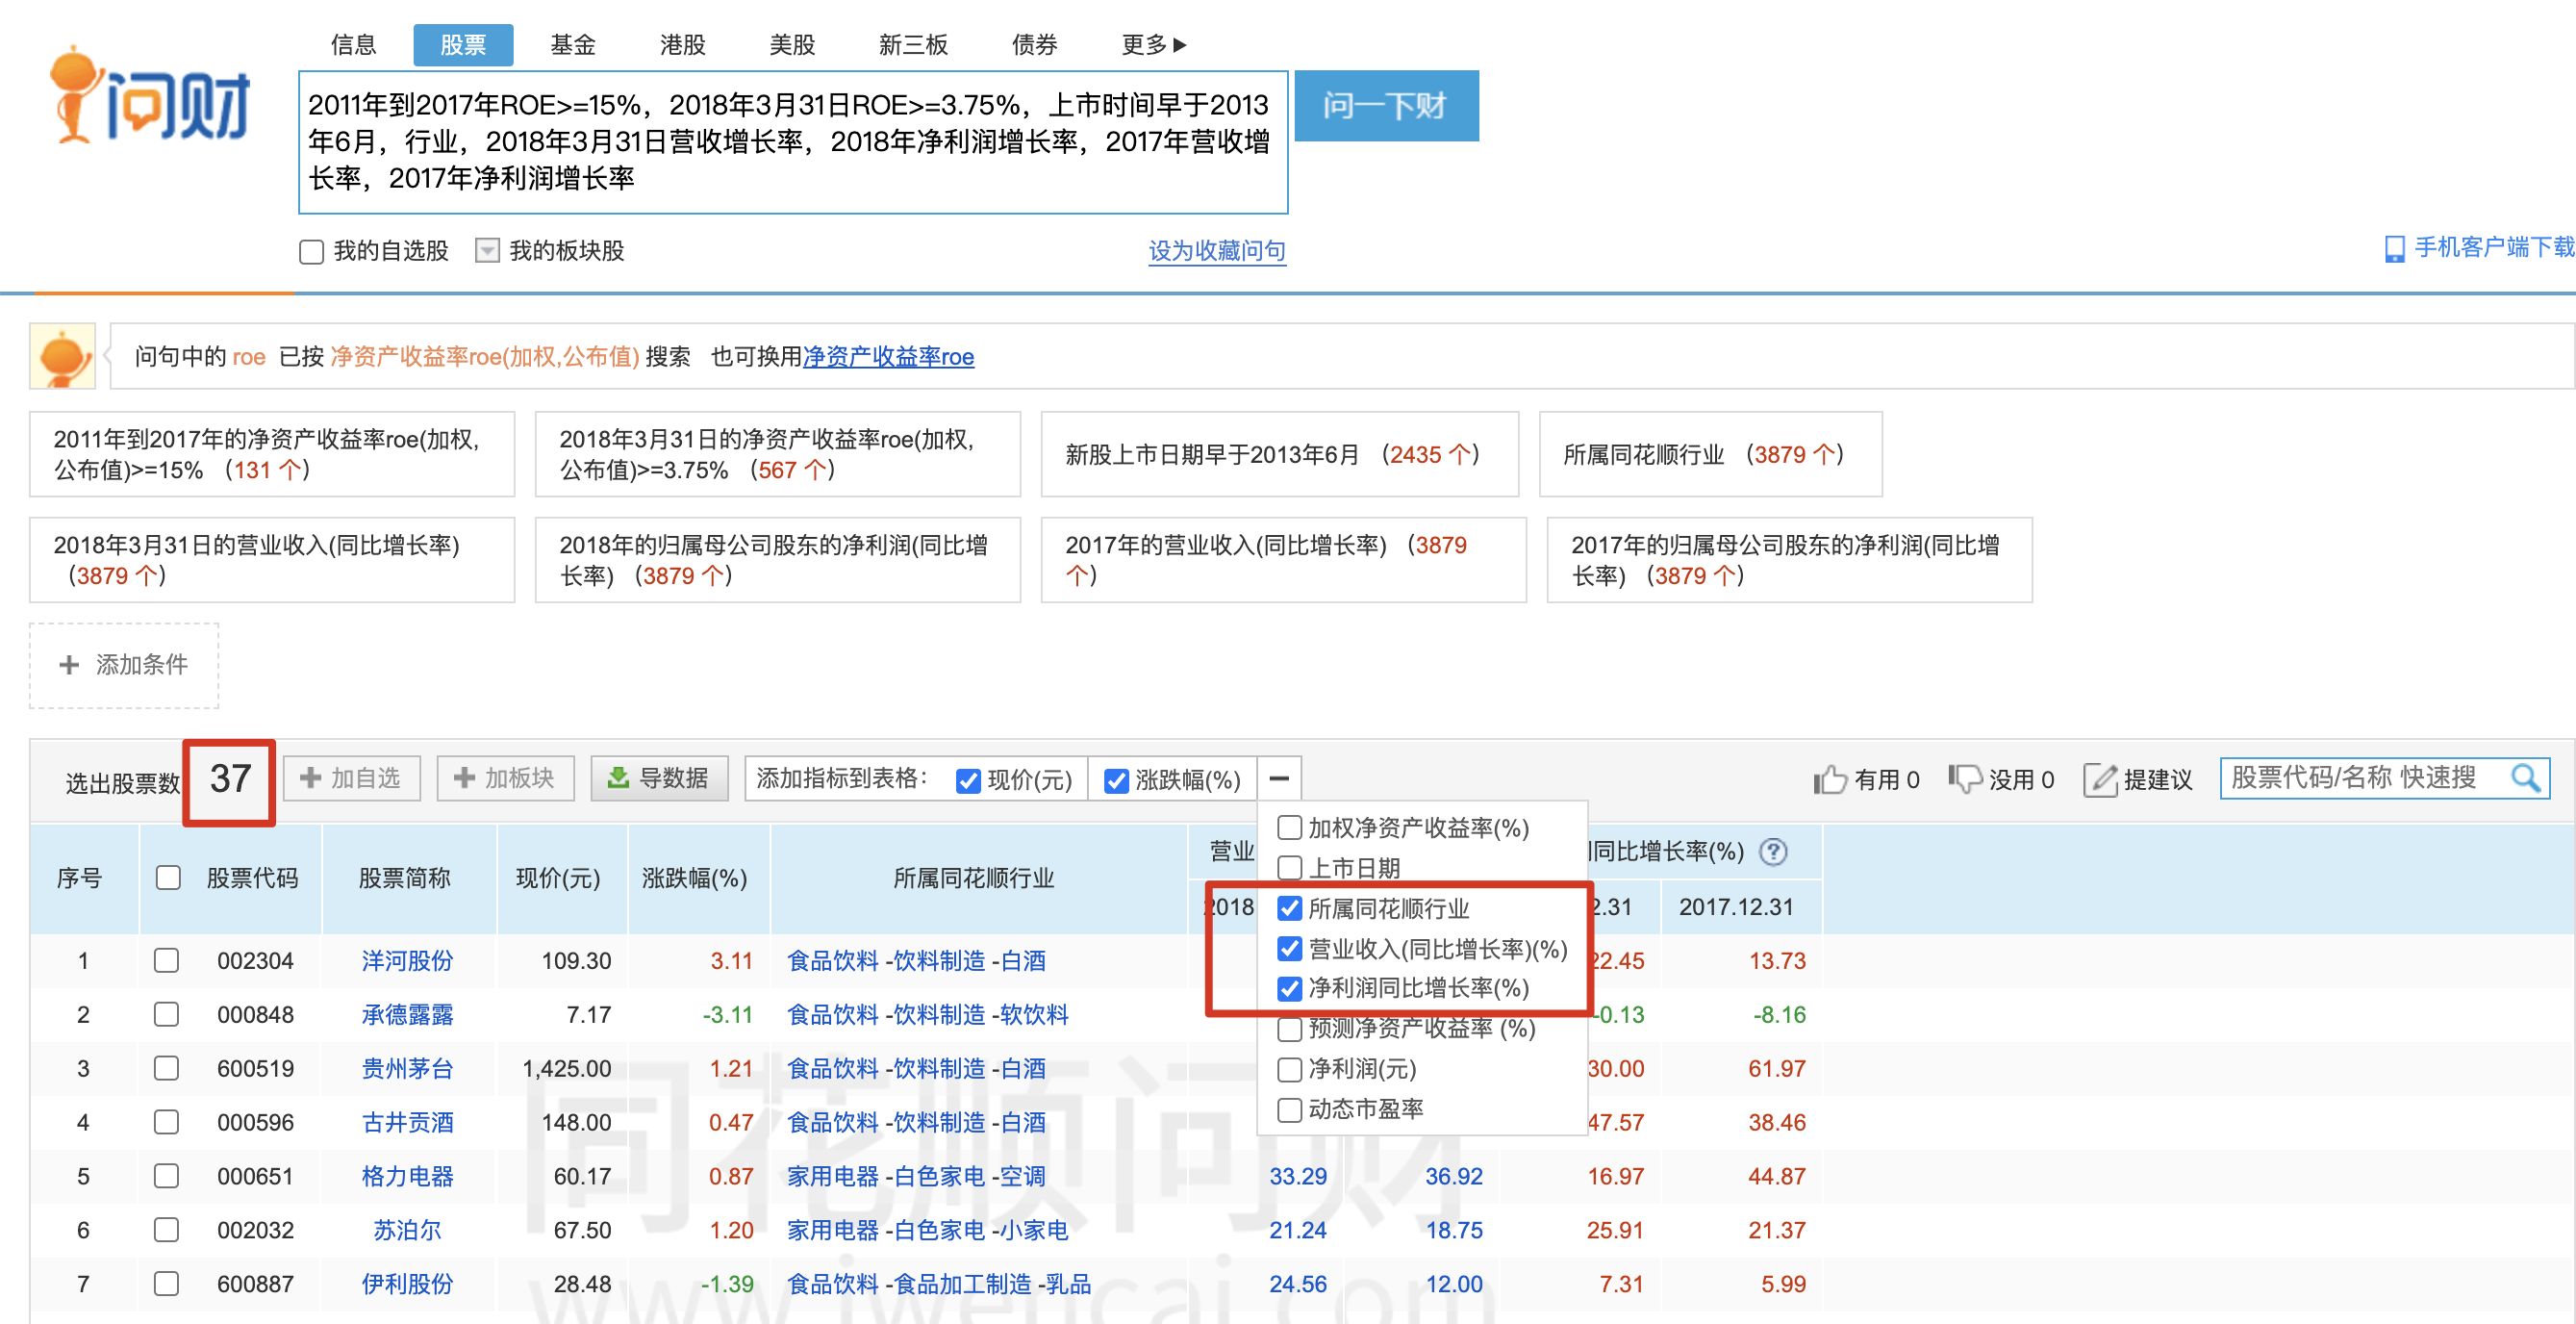 信息 股票 基金 港股 美股 新三板 债券 更多
问财
2011年到2017年ROE>=15%，2018年3月31日ROE>=3.75%，上市时间早于2013
年6月，行业，2018年3月31日营收增长率，2018年净利润增长率，2017年营收增
长率，2017年净利润增长率
问一下财
我的自选股 我的板块股 设为收藏问句
手机客户端下载
问句中的 roe 已按 净资产收益率roe(加权,公布值) 搜索 也可换用净资产收益率roe
2011年到2017年的净资产收益率roe(加权,
公布值)>=15% （131 个）
2018年3月31日的净资产收益率roe(加权,
公布值)>=3.75% （567 个）
新股上市日期早于2013年6月 （2435 个）
所属同花顺行业 （3879 个）
2018年3月31日的营业收入(同比增长率)
（3879 个）
2018年的归属母公司股东的净利润(同比增
长率) （3879 个）
2017年的营业收入(同比增长率) （3879
个）
2017年的归属母公司股东的净利润(同比增
长率) （3879 个）
+ 添加条件
选出股票数 37 加自选 加板块 导数据 添加指标到表格： 现价(元) 涨跌幅(%)
有用 0 没用 0 提建议 股票代码/名称 快速搜
加权净资产收益率(%)
上市日期
所属同花顺行业
营业收入(同比增长率)(%)
净利润同比增长率(%)
预测净资产收益率 (%)
净利润(元)
动态市盈率
序号 股票代码 股票简称 现价(元) 涨跌幅(%) 所属同花顺行业 营业 同比增长率(%) ?
2018 2.31 2017.12.31
1 002304 洋河股份 109.30 3.11 食品饮料 -饮料制造 -白酒 22.45 13.73
2 000848 承德露露 7.17 -3.11 食品饮料 -饮料制造 -软饮料 -0.13 -8.16
3 600519 贵州茅台 1,425.00 1.21 食品饮料 -饮料制造 -白酒 30.00 61.97
4 000596 古井贡酒 148.00 0.47 食品饮料 -饮料制造 -白酒 47.57 38.46
5 000651 格力电器 60.17 0.87 家用电器 -白色家电 -空调 33.29 36.92 16.97 44.87
6 002032 苏泊尔 67.50 1.20 家用电器 -白色家电 -小家电 21.24 18.75 25.91 21.37
7 600887 伊利股份 28.48 -1.39 食品饮料 -食品加工制造 -乳品 24.56 12.00 7.31 5.99
同花顺问财
www.iwencai.com